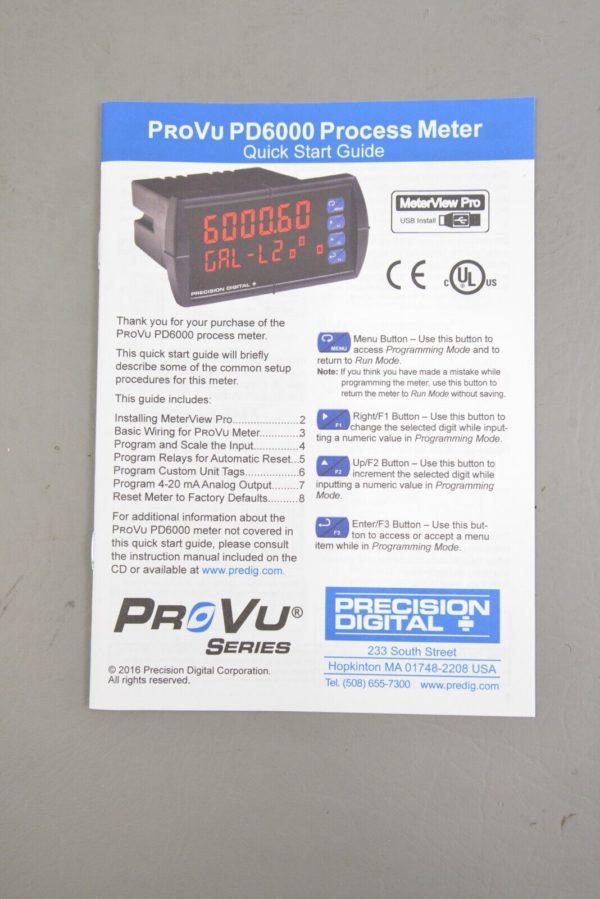 PROVU PD6000 Process Meter
Quick Start Guide
6000.60
GAL-L2
MENU
F1
F2
F3
PRECISION DIGITAL
MeterView Pro
USB Install
CE
c UL US
Thank you for your purchase of the
PROVU PD6000 process meter.
This quick start guide will briefly
describe some of the common setup
procedures for this meter.
This guide includes:
Installing MeterView Pro......................2
Basic Wiring for PROVU Meter............3
Program and Scale the Input...............4
Program Relays for Automatic Reset...5
Program Custom Unit Tags..................6
Program 4-20 mA Analog Output.........7
Reset Meter to Factory Defaults..........8
For additional information about the
PROVU PD6000 meter not covered in
this quick start guide, please consult
the instruction manual included on the
CD or available at www.predig.com.
MENU
Menu Button – Use this button to
access Programming Mode and to
return to Run Mode.
Note: If you think you have made a mistake while
programming the meter, use this button to
return the meter to Run Mode without saving.
F1
Right/F1 Button – Use this button to
change the selected digit while input-
ting a numeric value in Programming Mode.
F2
Up/F2 Button – Use this button to
increment the selected digit while
inputting a numeric value in Programming
Mode.
F3
Enter/F3 Button – Use this but-
ton to access or accept a menu
item while in Programming Mode.
PROVU®
SERIES
© 2016 Precision Digital Corporation.
All rights reserved.
PRECISION
DIGITAL
233 South Street
Hopkinton MA 01748-2208 USA
Tel. (508) 655-7300 www.predig.com